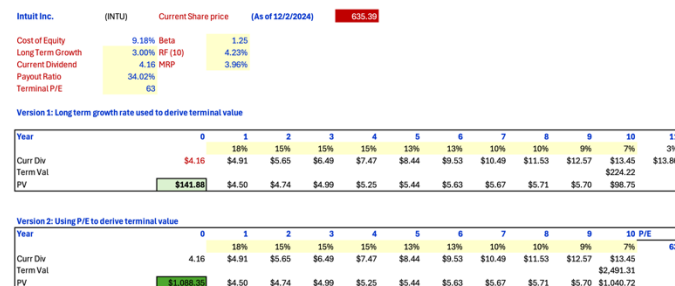 Intuit Inc. (INTU) Current Share price (As of 12/2/2024) 635.39
Cost of Equity 9.18% Beta 1.25
Long Term Growth 3.00% RF (10) 4.23%
Current Dividend 4.16 MRP 3.96%
Payout Ratio 34.02%
Terminal P/E 63
Version 1: Long term growth rate used to derive terminal value
Year 0 1 2 3 4 5 6 7 8 9 10 11
18% 15% 15% 15% 13% 13% 10% 10% 9% 7% 3%
Curr Div $4.16 $4.91 $5.65 $6.49 $7.47 $8.44 $9.53 $10.49 $11.53 $12.57 $13.45
Term Val $224.22
PV $141.88 $4.50 $4.74 $4.99 $5.25 $5.44 $5.63 $5.67 $5.71 $5.70 $98.75
Version 2: Using P/E to derive terminal value
Year 0 1 2 3 4 5 6 7 8 9 10 P/E
18% 15% 15% 15% 13% 13% 10% 10% 9% 7% 63
Curr Div 4.16 $4.91 $5.65 $6.49 $7.47 $8.44 $9.53 $10.49 $11.53 $12.57 $13.45
Term Val $2,491.31
PV $1,088.35 $4.50 $4.74 $4.99 $5.25 $5.44 $5.63 $5.67 $5.71 $5.70 $1,040.72